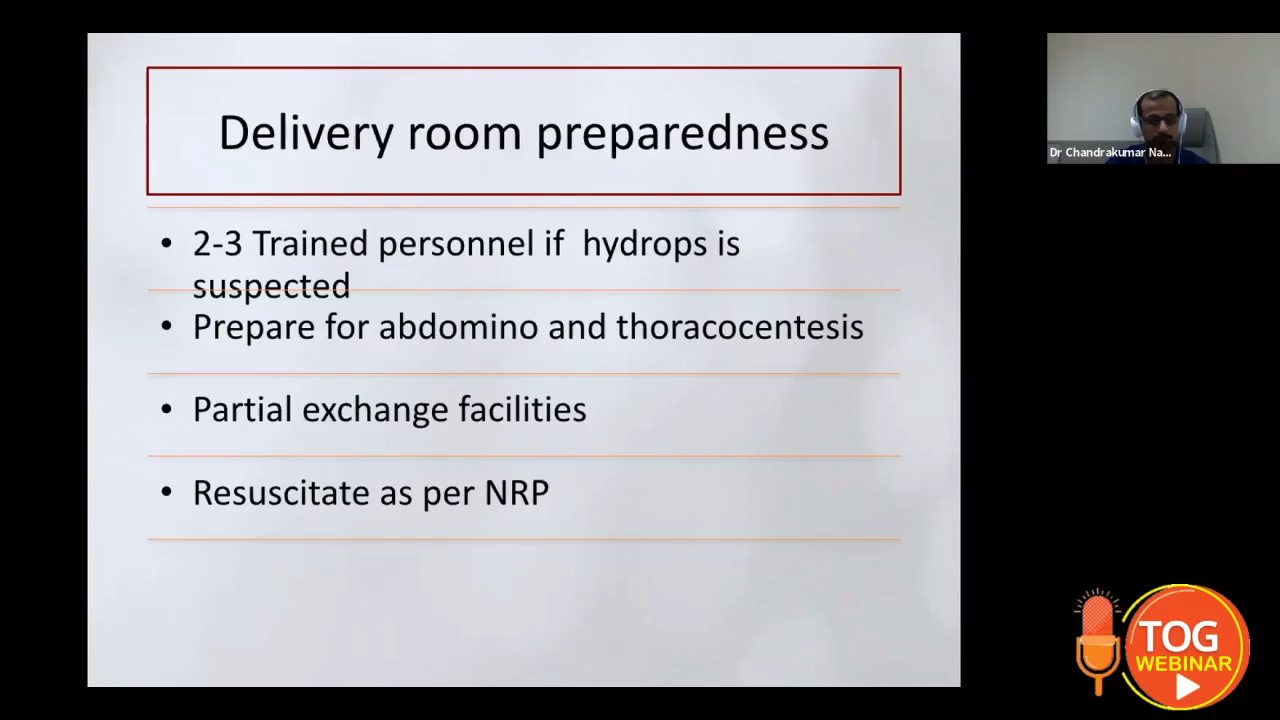 Delivery room preparedness
• 2-3 Trained personnel if hydrops is
suspected
• Prepare for abdomino and thoracocentesis
• Partial exchange facilities
• Resuscitate as per NRP
Dr Chandrakumar Na...
TOG
WEBINAR